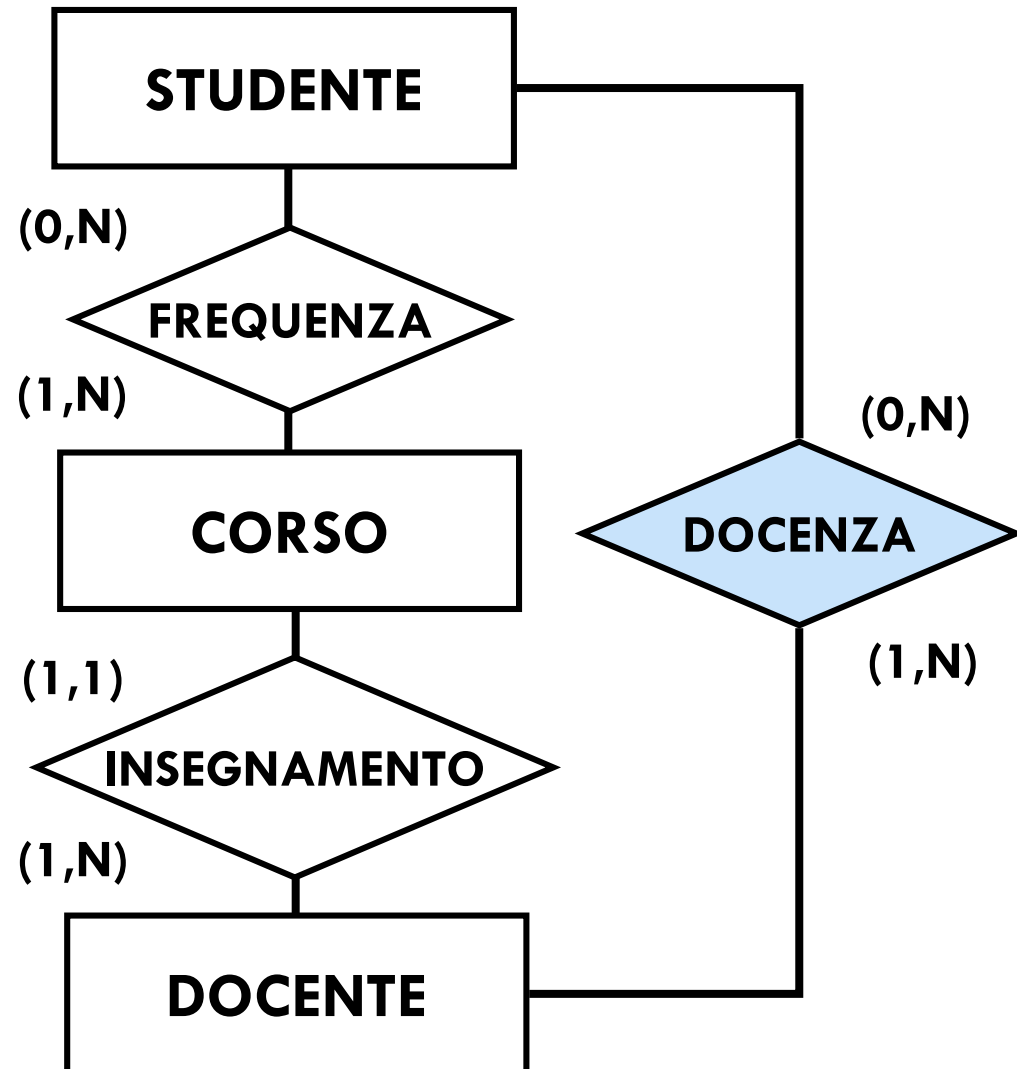 STUDENTE
(0,N)
FREQUENZA
(1,N)
(0,N)
CORSO
DOCENZA
(1,1)
(1,N)
INSEGNAMENTO
(1,N)
DOCENTE